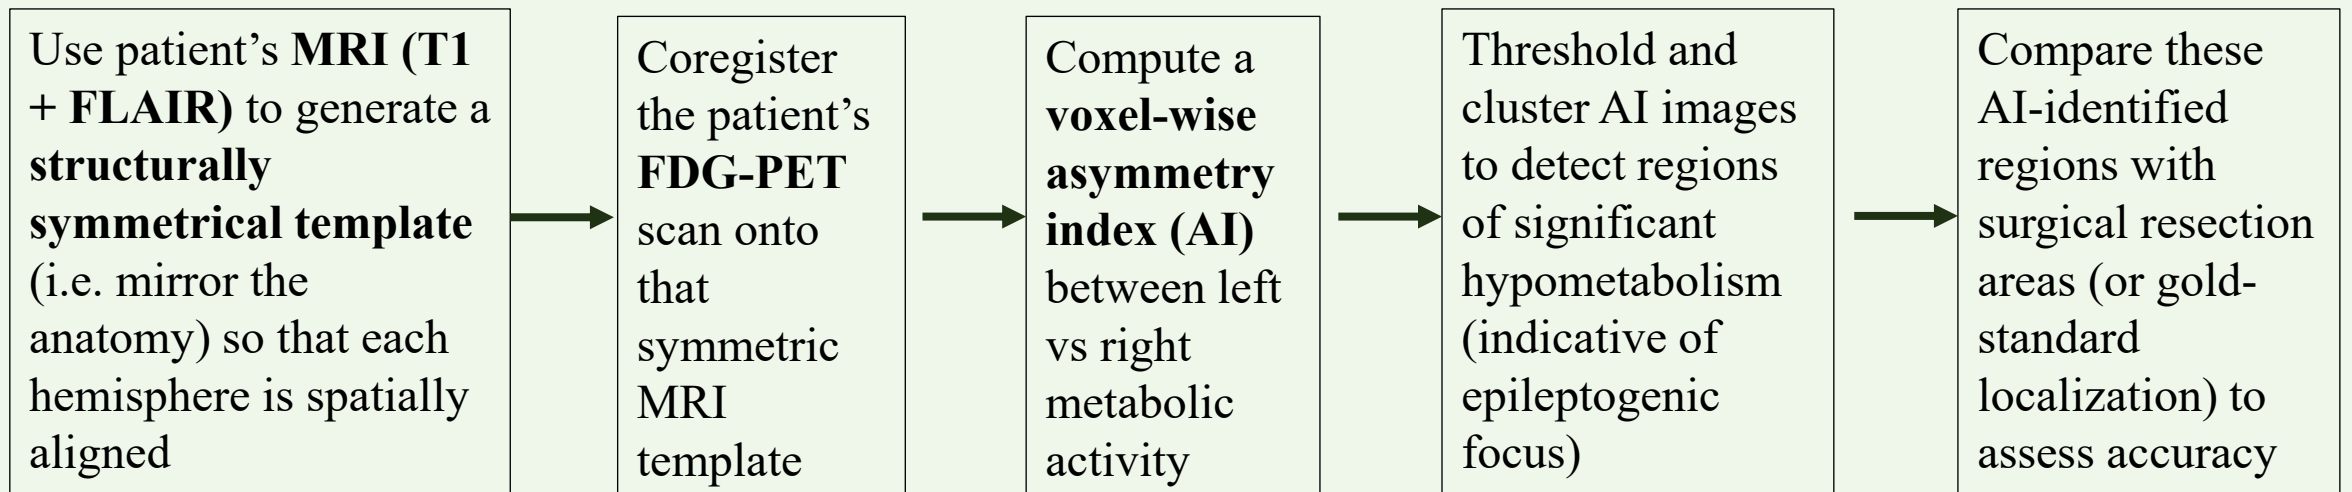 Use patient’s MRI (T1
+ FLAIR) to generate a
structurally
symmetrical template
(i.e. mirror the
anatomy) so that each
hemisphere is spatially
aligned
Coregister
the patient’s
FDG-PET
scan onto
that
symmetric
MRI
template
Compute a
voxel-wise
asymmetry
index (AI)
between left
vs right
metabolic
activity
Threshold and
cluster AI images
to detect regions
of significant
hypometabolism
(indicative of
epileptogenic
focus)
Compare these
AI-identified
regions with
surgical resection
areas (or gold-
standard
localization) to
assess accuracy